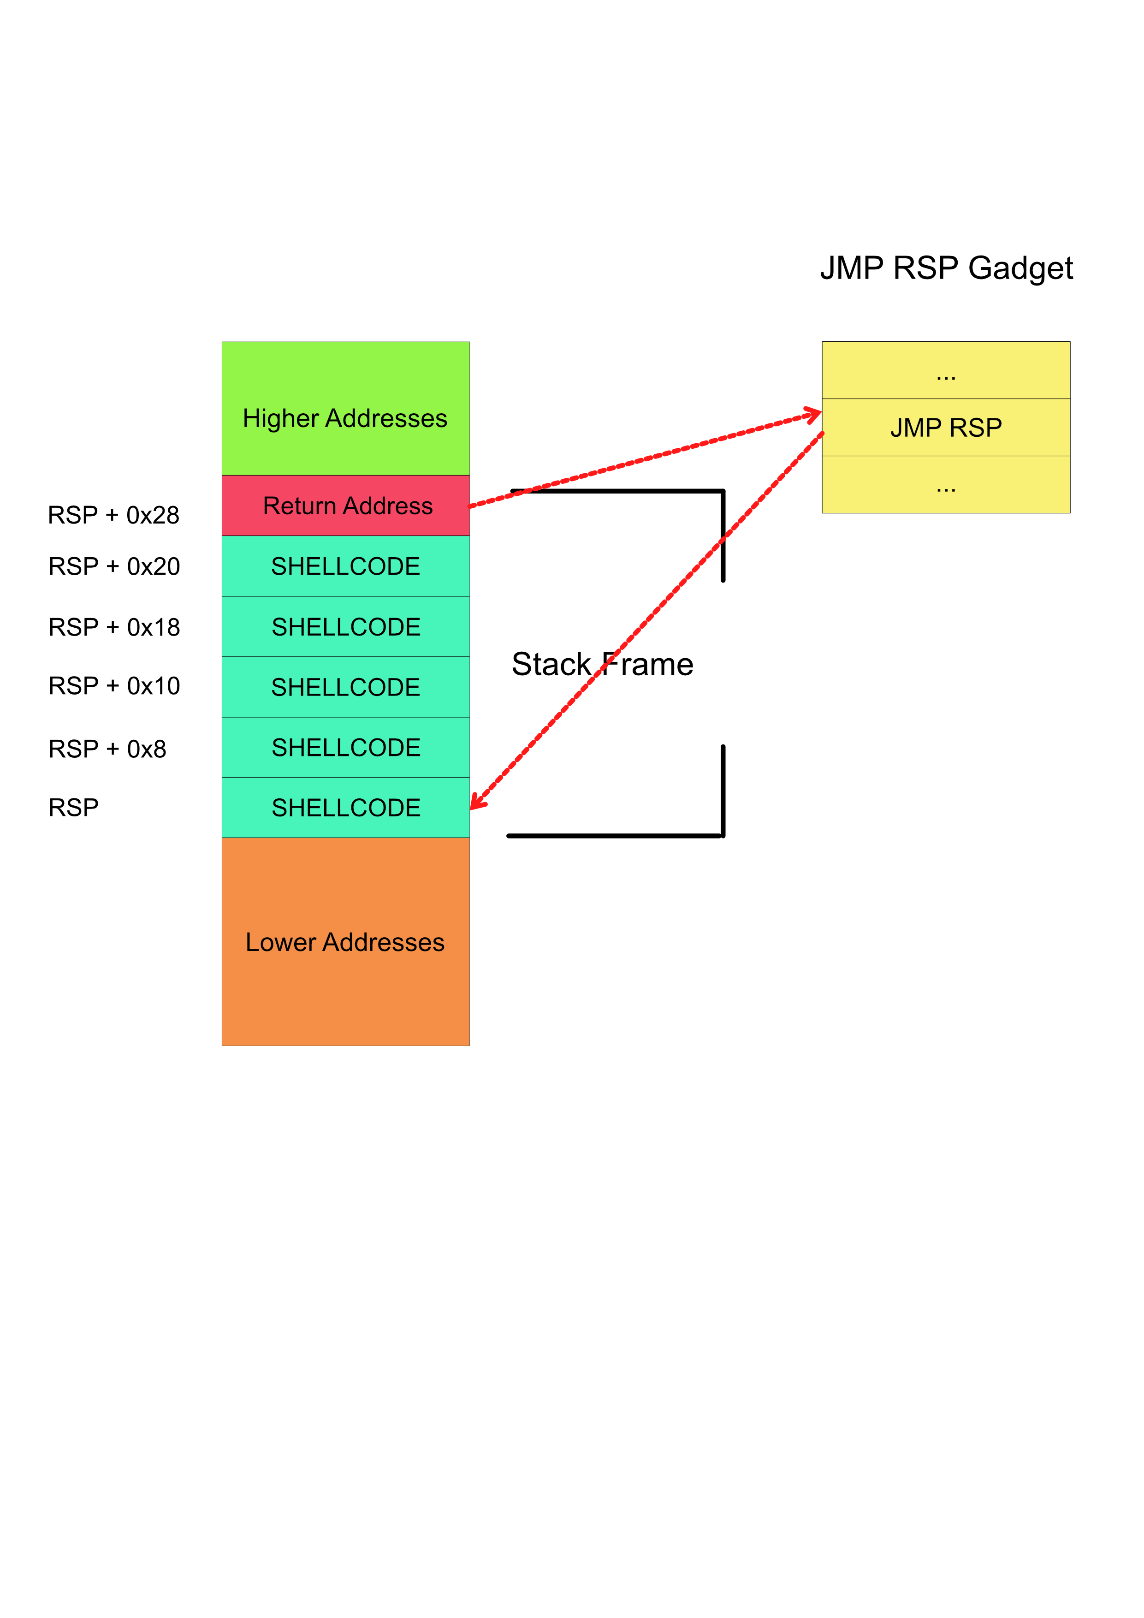 JMP RSP Gadget
...
JMP RSP
...
Higher Addresses
Return Address
RSP + 0x28
SHELLCODE
RSP + 0x20
SHELLCODE
RSP + 0x18
SHELLCODE
RSP + 0x10
SHELLCODE
RSP + 0x8
SHELLCODE
RSP
Stack Frame
Lower Addresses